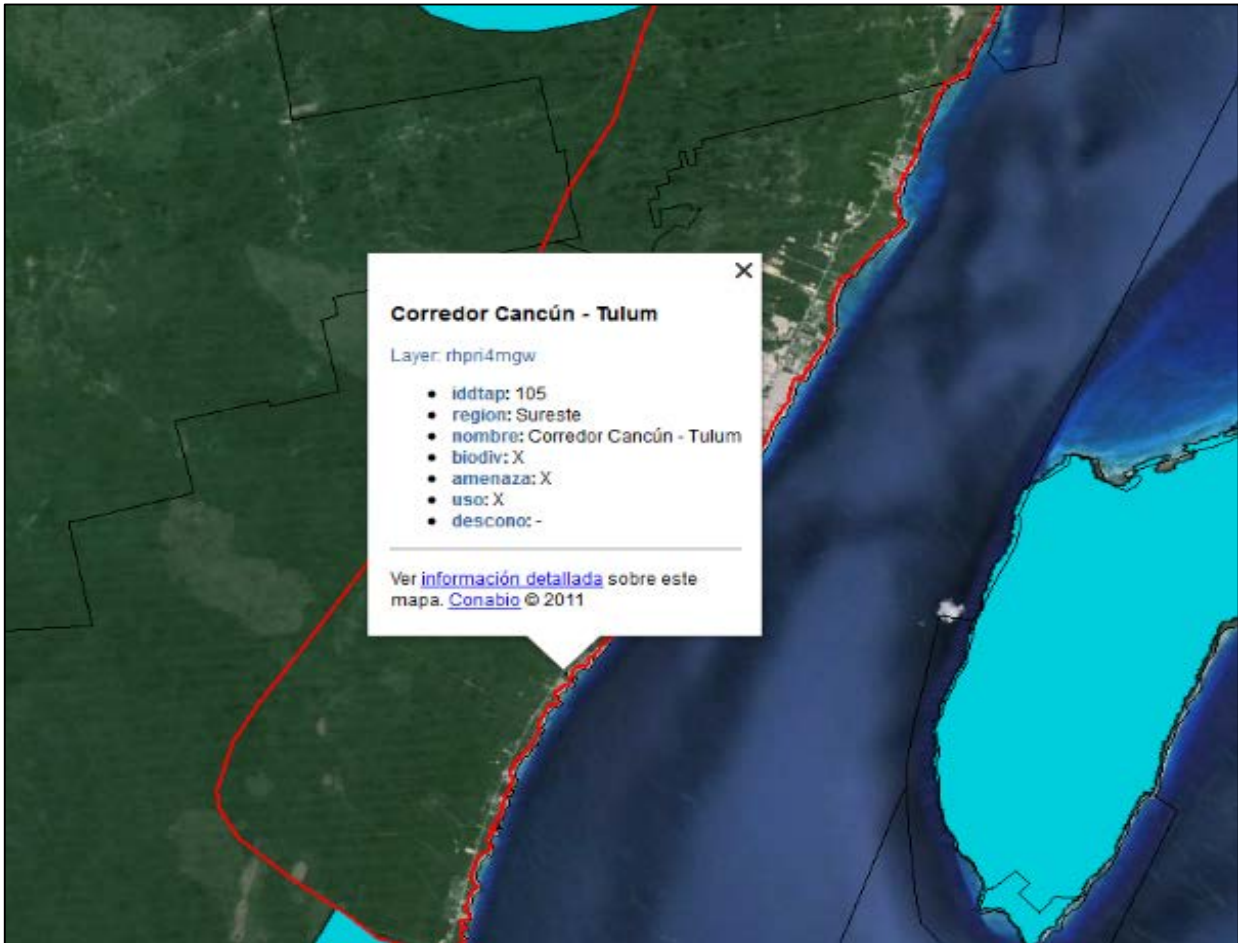 Corredor Cancún - Tulum
Layer: rhpri4mgw
iddtap: 105
region: Sureste
nombre: Corredor Cancún - Tulum
biodiv: X
amenaza: X
uso: X
descono: -
Ver información detallada sobre este
mapa. Conabio © 2011